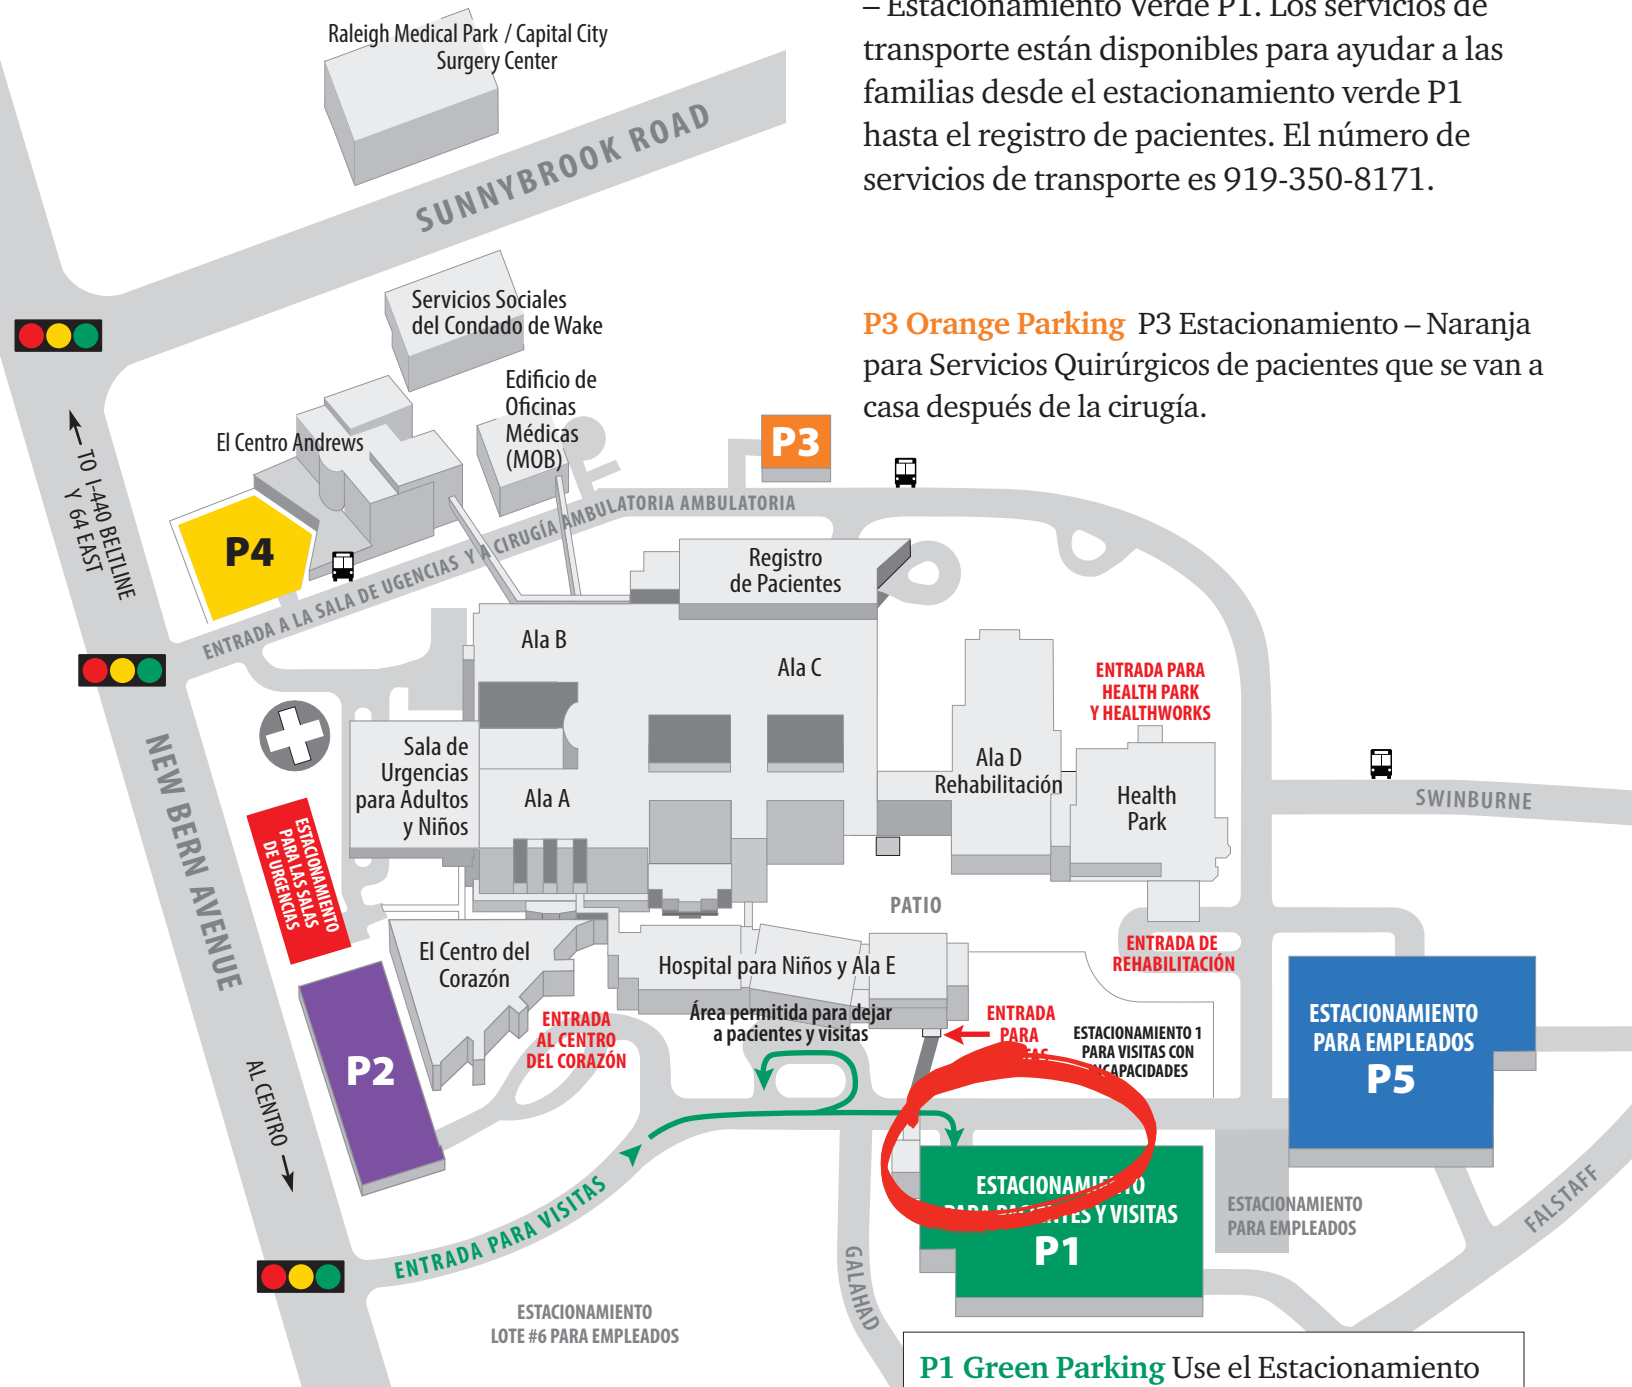 – Estacionamiento Verde P1. Los servicios de
transporte están disponibles para ayudar a las
familias desde el estacionamiento verde P1
hasta el registro de pacientes. El número de
servicios de transporte es 919-350-8171.
P3 Orange Parking P3 Estacionamiento – Naranja
para Servicios Quirúrgicos de pacientes que se van a
casa después de la cirugía.
Raleigh Medical Park / Capital City
Surgery Center
SUNNYBROOK ROAD
Servicios Sociales
del Condado de Wake
Edificio de
Oficinas
Médicas
(MOB)
El Centro Andrews
P3
P4
TO I-440 BELTLINE
Y 64 EAST
ENTRADA A LA SALA DE UGENCIAS Y A CIRUGÍA AMBULATORIA AMBULATORIA
Registro
de Pacientes
Ala B
Ala C
ENTRADA PARA
HEALTH PARK
Y HEALTHWORKS
NEW BERN AVENUE
Sala de
Urgencias
para Adultos
y Niños
Ala A
Ala D
Rehabilitación
Health
Park
SWINBURNE
ESTACIONAMIENTO
PARA LAS SALAS
DE URGENCIAS
PATIO
El Centro del
Corazón
Hospital para Niños y Ala E
ENTRADA DE
REHABILITACIÓN
Área permitida para dejar
a pacientes y visitas
ENTRADA
AL CENTRO
DEL CORAZÓN
ENTRADA
PARA
ESTACIONAMIENTO 1
PARA VISITAS CON
ESTACIONAMIENTO
PARA EMPLEADOS
P5
P2
AL CENTRO
ENTRADA PARA VISITAS
ESTACIONAMIENTO
PARA PACIENTES Y VISITAS
P1
ESTACIONAMIENTO
PARA EMPLEADOS
FALSTAFF
GALAHAD
ESTACIONAMIENTO
LOTE #6 PARA EMPLEADOS
P1 Green Parking Use el Estacionamiento